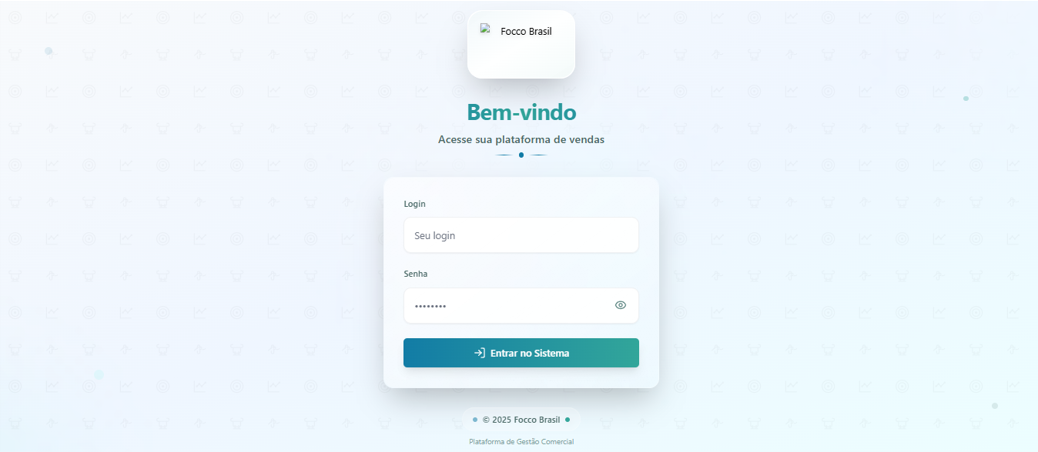 Focco Brasil
Bem-vindo
Acesse sua plataforma de vendas
Login
Seu login
Senha
••••••••
Entrar no Sistema
© 2025 Focco Brasil
Plataforma de Gestão Comercial